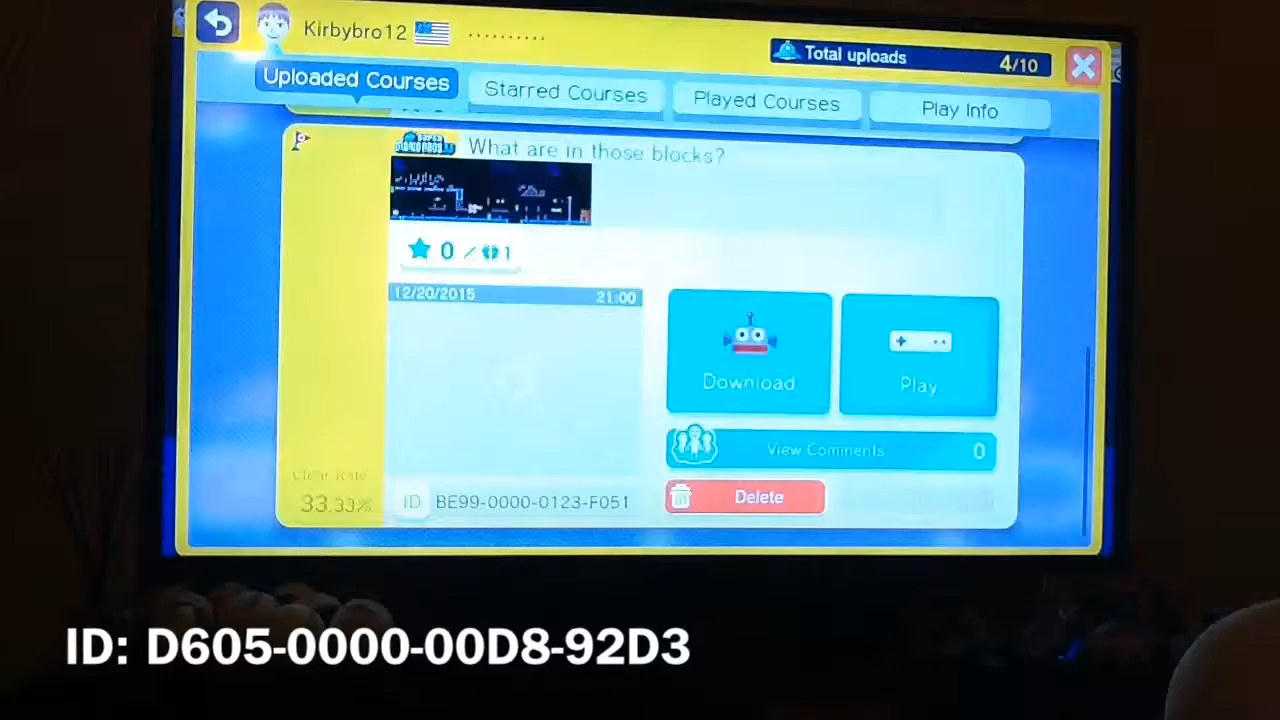 Kirbybro12 ..........
Total uploads 4/10
Uploaded Courses
Starred Courses
Played Courses
Play Info
What are in those blocks?
0 / 1
12/20/2015 21:00
Download
Play
View Comments 0
Clear Rate
33.33%
ID BE99-0000-0123-F051
Delete
ID: D605-0000-00D8-92D3